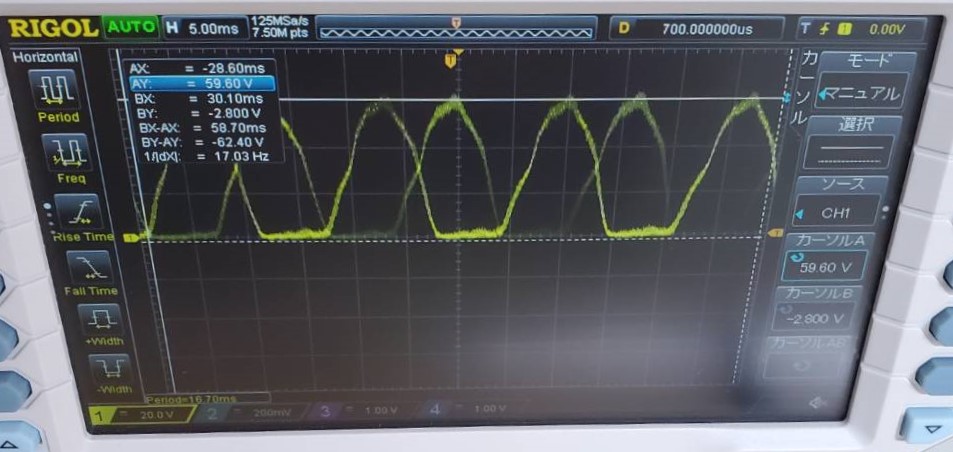 RIGOL AUTO H 5.00ms 125MSa/s 7.50M pts D 700.000000us T 1 0.00V
Horizontal
Period
Freq
Rise Time
Fall Time
+Width
-Width
AX: = -28.60ms
AY: = 59.60 V
BX: = 30.10ms
BY: = -2.800 V
BX-AX: = 58.70ms
BY-AY: = -62.40 V
1/|dX|: = 17.03 Hz
T
Period=16.70ms
1 = 20.0 V 2 = 200mV 3 = 1.00 V 4 = 1.00 V
カーソル
モード
マニュアル
選択
ソース
CH1
カーソルA
59.60 V
カーソルB
-2.800 V
カーソルAB